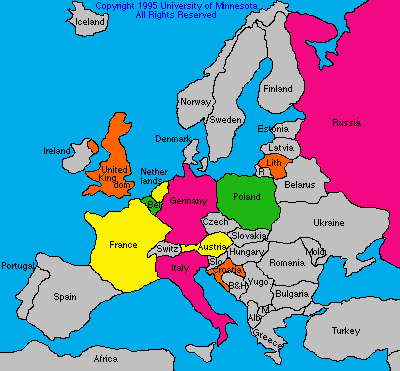 Copyright 1995 University of Minnesota
All Rights Reserved
Iceland
Finland
Norway
Sweden
Russia
Estonia
Denmark
Latvia
Ireland
Lith
United
King
dom
Nether
lands
R
Belarus
Germany
Poland
Bel
Czech
Ukraine
Slovakia
France
Switz
Austria
Hungary
Mold
Slo
Romania
Portugal
Italy
Croatia
B&H
Yugo
Spain
Bulgaria
M
Alb
Greece
Turkey
Africa